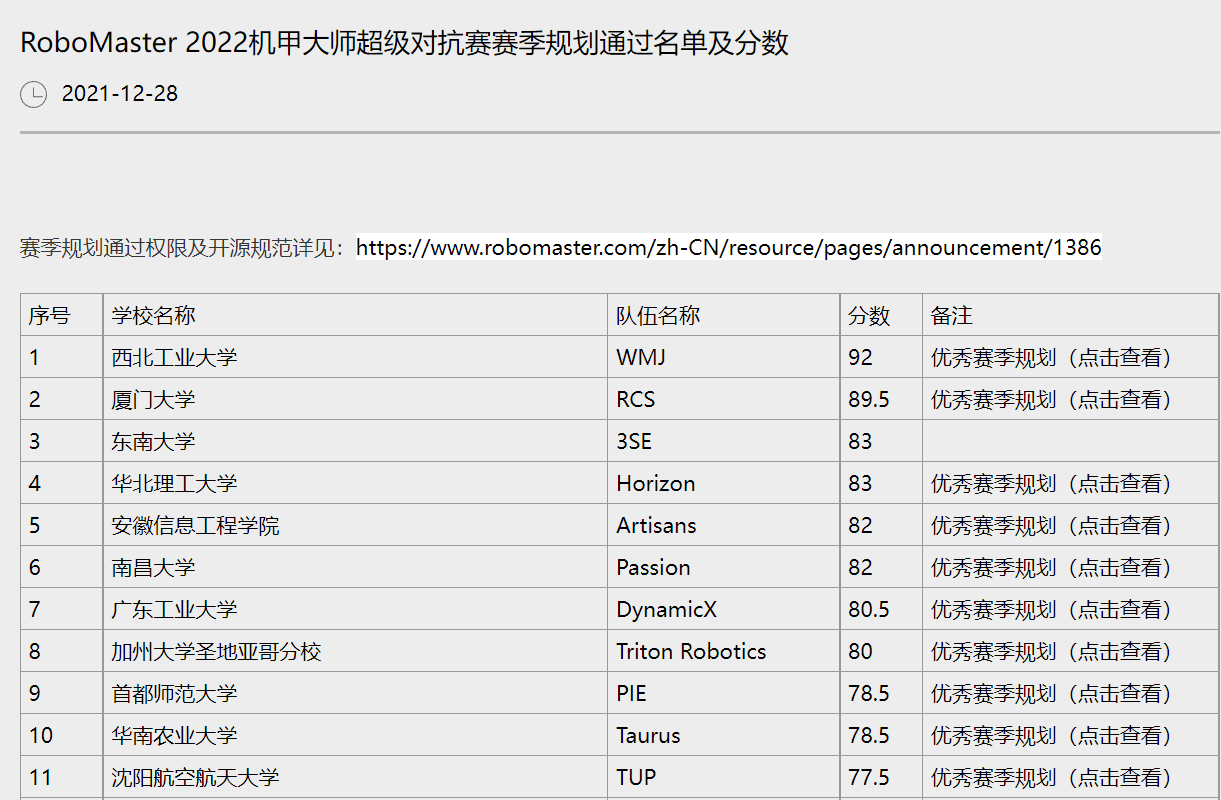 RoboMaster 2022机甲大师超级对抗赛赛季规划通过名单及分数
2021-12-28
赛季规划通过权限及开源规范详见：https://www.robomaster.com/zh-CN/resource/pages/announcement/1386
序号 学校名称 队伍名称 分数 备注
1 西北工业大学 WMJ 92 优秀赛季规划（点击查看）
2 厦门大学 RCS 89.5 优秀赛季规划（点击查看）
3 东南大学 3SE 83
4 华北理工大学 Horizon 83 优秀赛季规划（点击查看）
5 安徽信息工程学院 Artisans 82 优秀赛季规划（点击查看）
6 南昌大学 Passion 82 优秀赛季规划（点击查看）
7 广东工业大学 DynamicX 80.5 优秀赛季规划（点击查看）
8 加州大学圣地亚哥分校 Triton Robotics 80 优秀赛季规划（点击查看）
9 首都师范大学 PIE 78.5 优秀赛季规划（点击查看）
10 华南农业大学 Taurus 78.5 优秀赛季规划（点击查看）
11 沈阳航空航天大学 TUP 77.5 优秀赛季规划（点击查看）